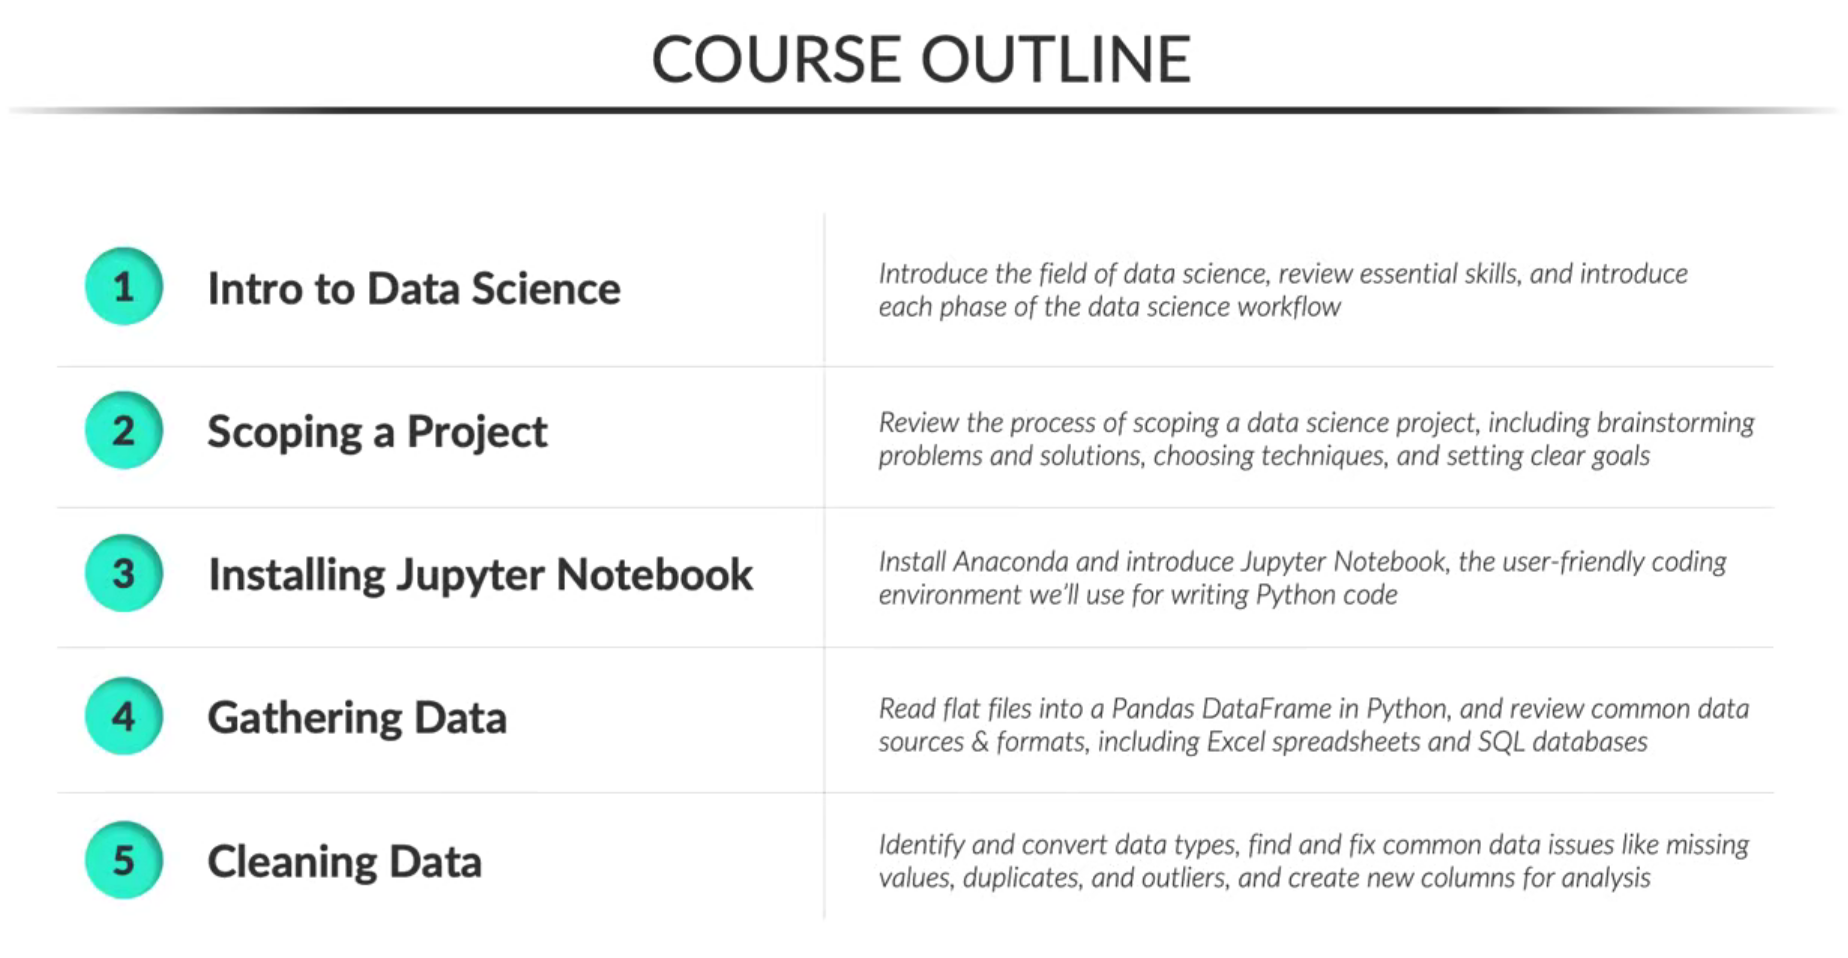 COURSE OUTLINE
1
Intro to Data Science
Introduce the field of data science, review essential skills, and introduce
each phase of the data science workflow
2
Scoping a Project
Review the process of scoping a data science project, including brainstorming
problems and solutions, choosing techniques, and setting clear goals
3
Installing Jupyter Notebook
Install Anaconda and introduce Jupyter Notebook, the user-friendly coding
environment we'll use for writing Python code
4
Gathering Data
Read flat files into a Pandas DataFrame in Python, and review common data
sources & formats, including Excel spreadsheets and SQL databases
5
Cleaning Data
Identify and convert data types, find and fix common data issues like missing
values, duplicates, and outliers, and create new columns for analysis